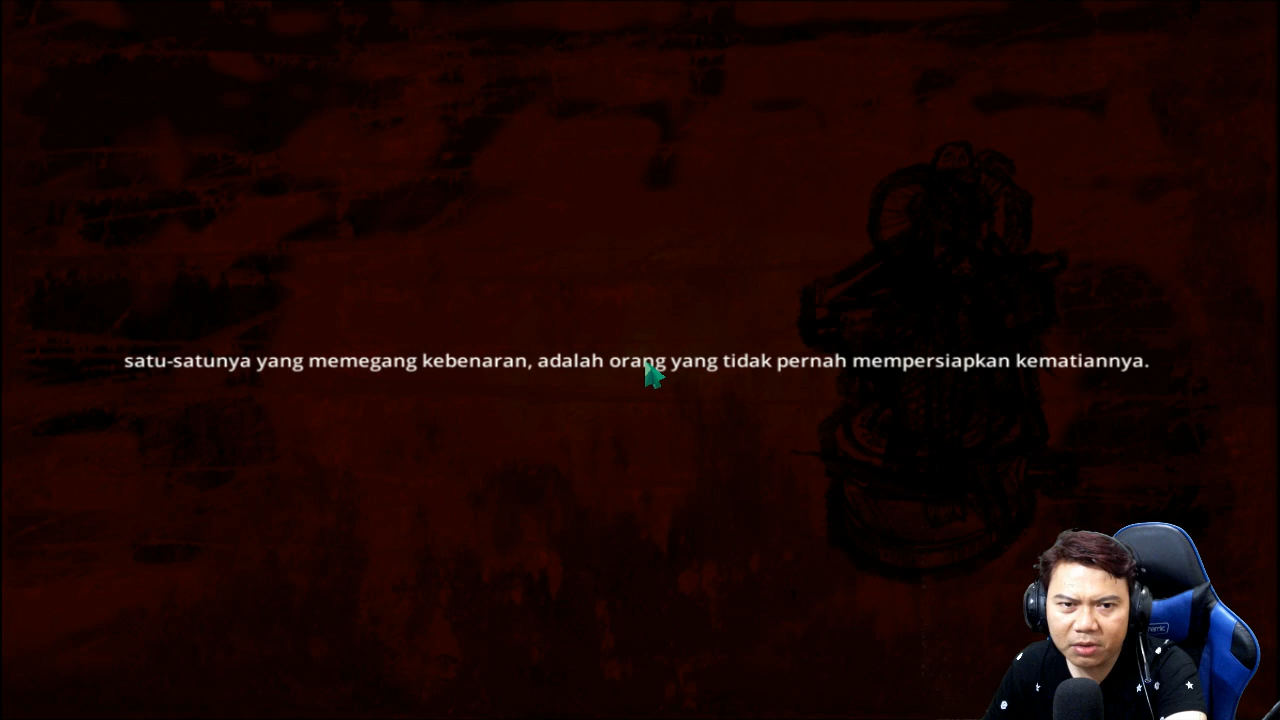 satu-satunya yang memegang kebenaran, adalah orang yang tidak pernah mempersiapkan kematiannya.